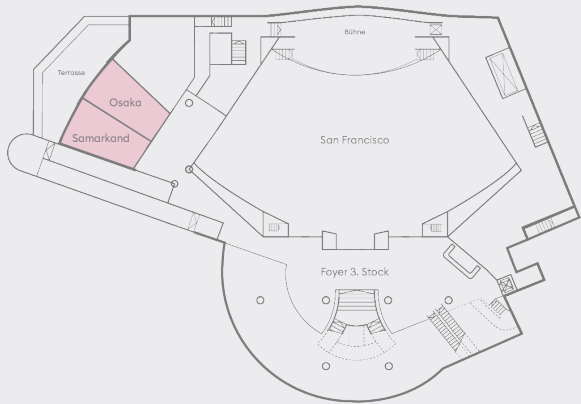 Bühne
Terrasse
Osaka
Samarkand
San Francisco
Foyer 3. Stock